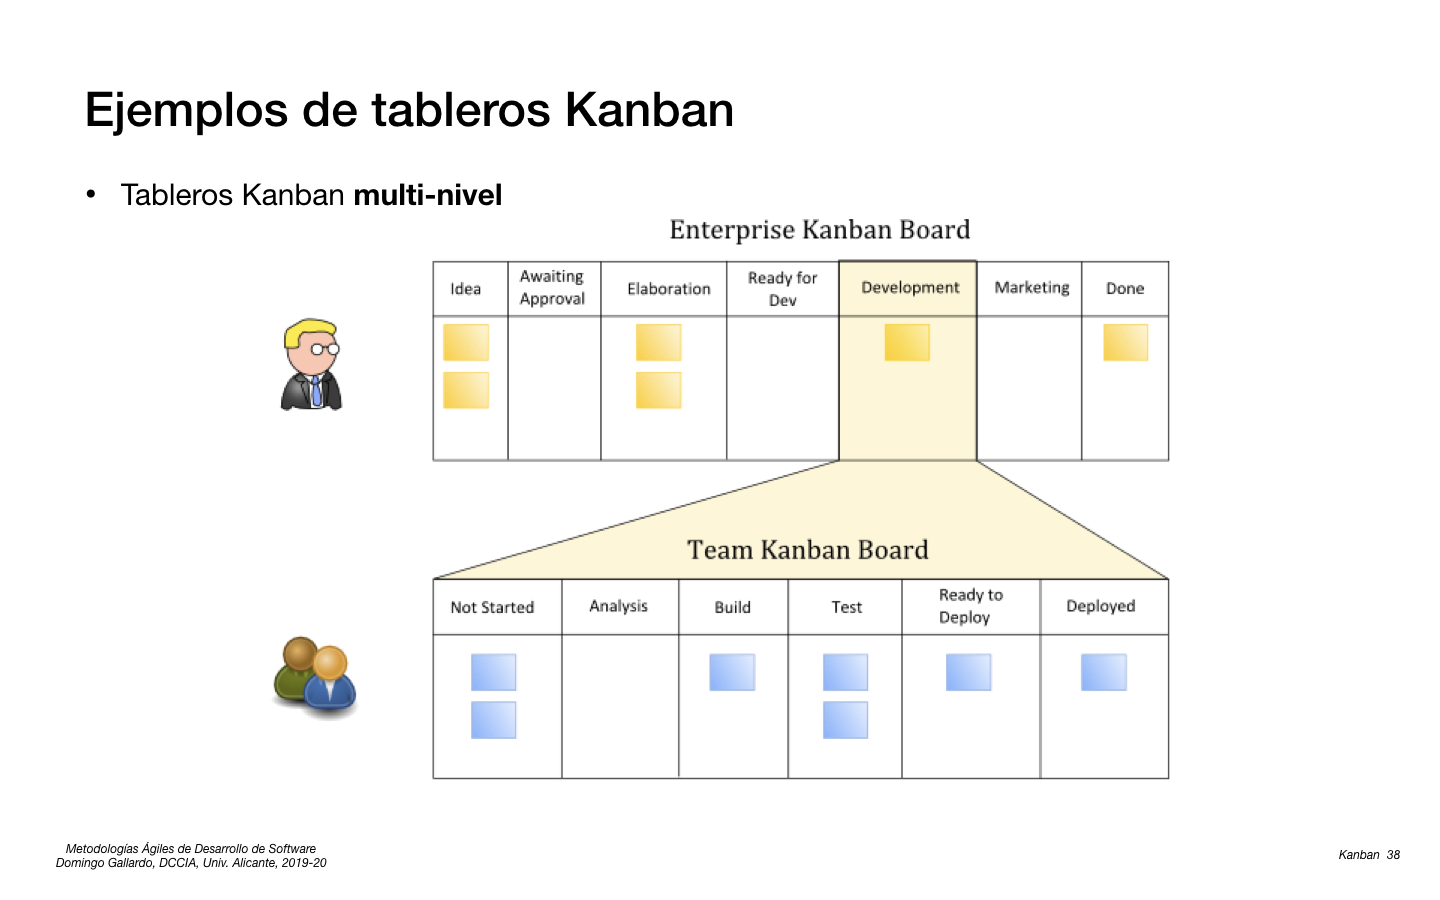 Ejemplos de tableros Kanban
• Tableros Kanban multi-nivel
Enterprise Kanban Board
Idea
Awaiting
Approval
Elaboration
Ready for
Dev
Development
Marketing
Done
Team Kanban Board
Not Started
Analysis
Build
Test
Ready to
Deploy
Deployed
Metodologías Ágiles de Desarrollo de Software
Domingo Gallardo, DCCIA, Univ. Alicante, 2019-20
Kanban 38